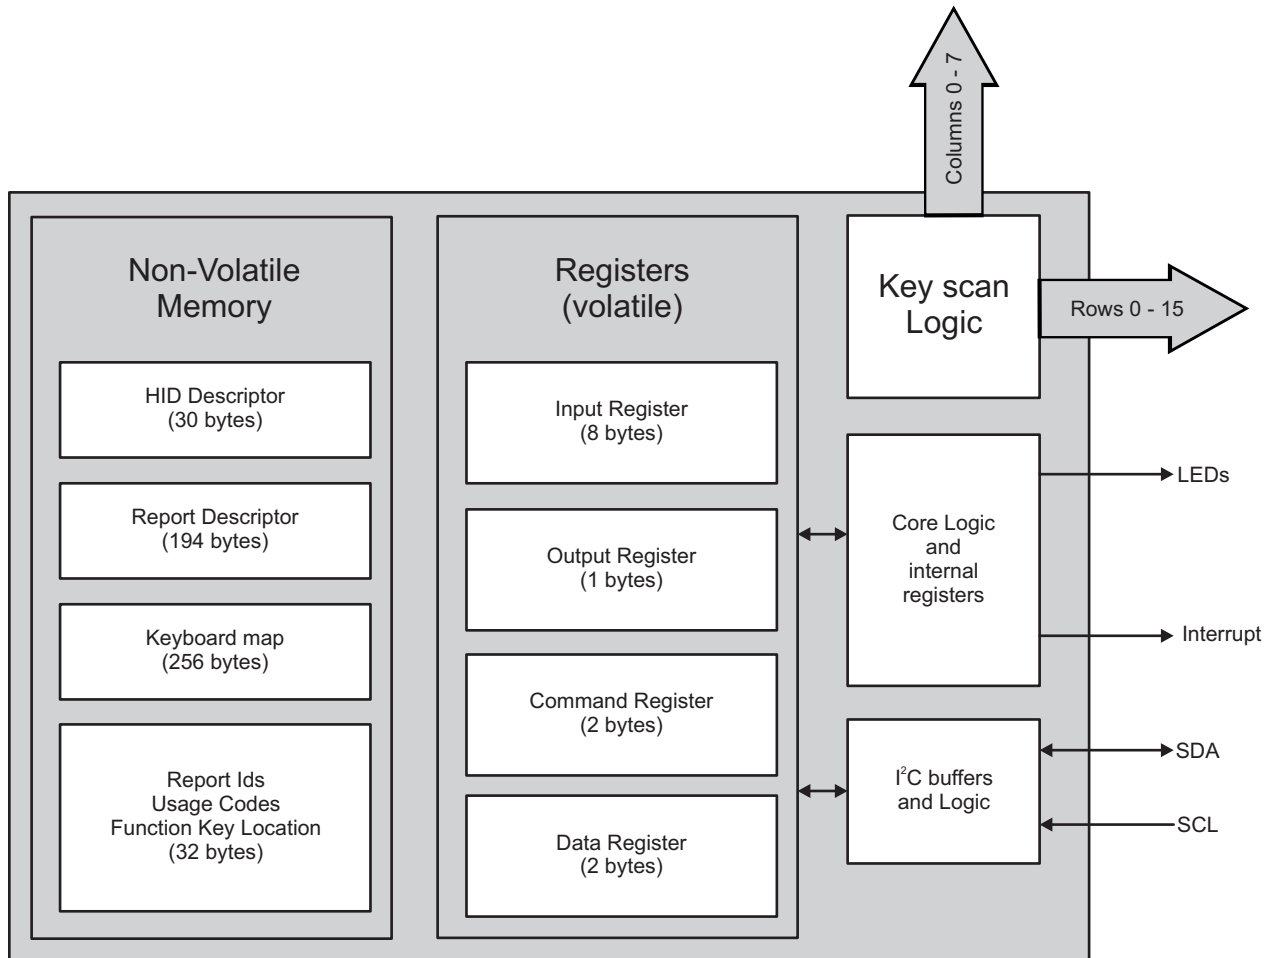 Columns 0 - 7
Non-Volatile
Memory
HID Descriptor
(30 bytes)
Report Descriptor
(194 bytes)
Keyboard map
(256 bytes)
Report Ids
Usage Codes
Function Key Location
(32 bytes)
Registers
(volatile)
Input Register
(8 bytes)
Output Register
(1 bytes)
Command Register
(2 bytes)
Data Register
(2 bytes)
Key scan
Logic
Rows 0 - 15
Core Logic
and
internal
registers
LEDs
Interrupt
I²C buffers
and Logic
SDA
SCL